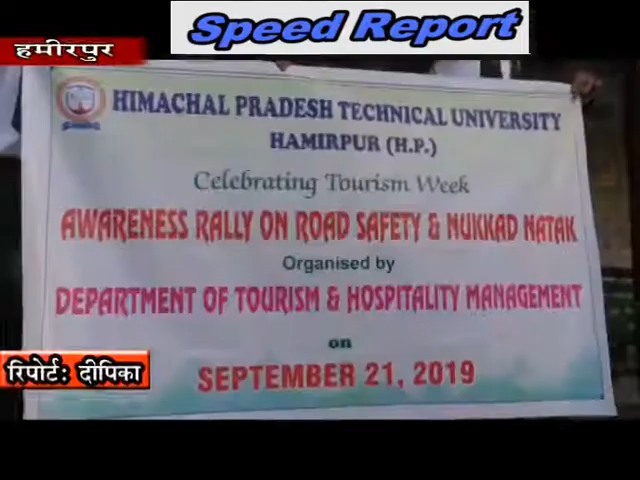 Speed Report
हमीरपुर
HIMACHAL PRADESH TECHNICAL UNIVERSITY
HAMIRPUR (H.P.)
Celebrating Tourism Week
AWARENESS RALLY ON ROAD SAFETY & NUKKAD NATAK
Organised by
DEPARTMENT OF TOURISM & HOSPITALITY MANAGEMENT
on
SEPTEMBER 21, 2019
रिपोर्ट: दीपिका